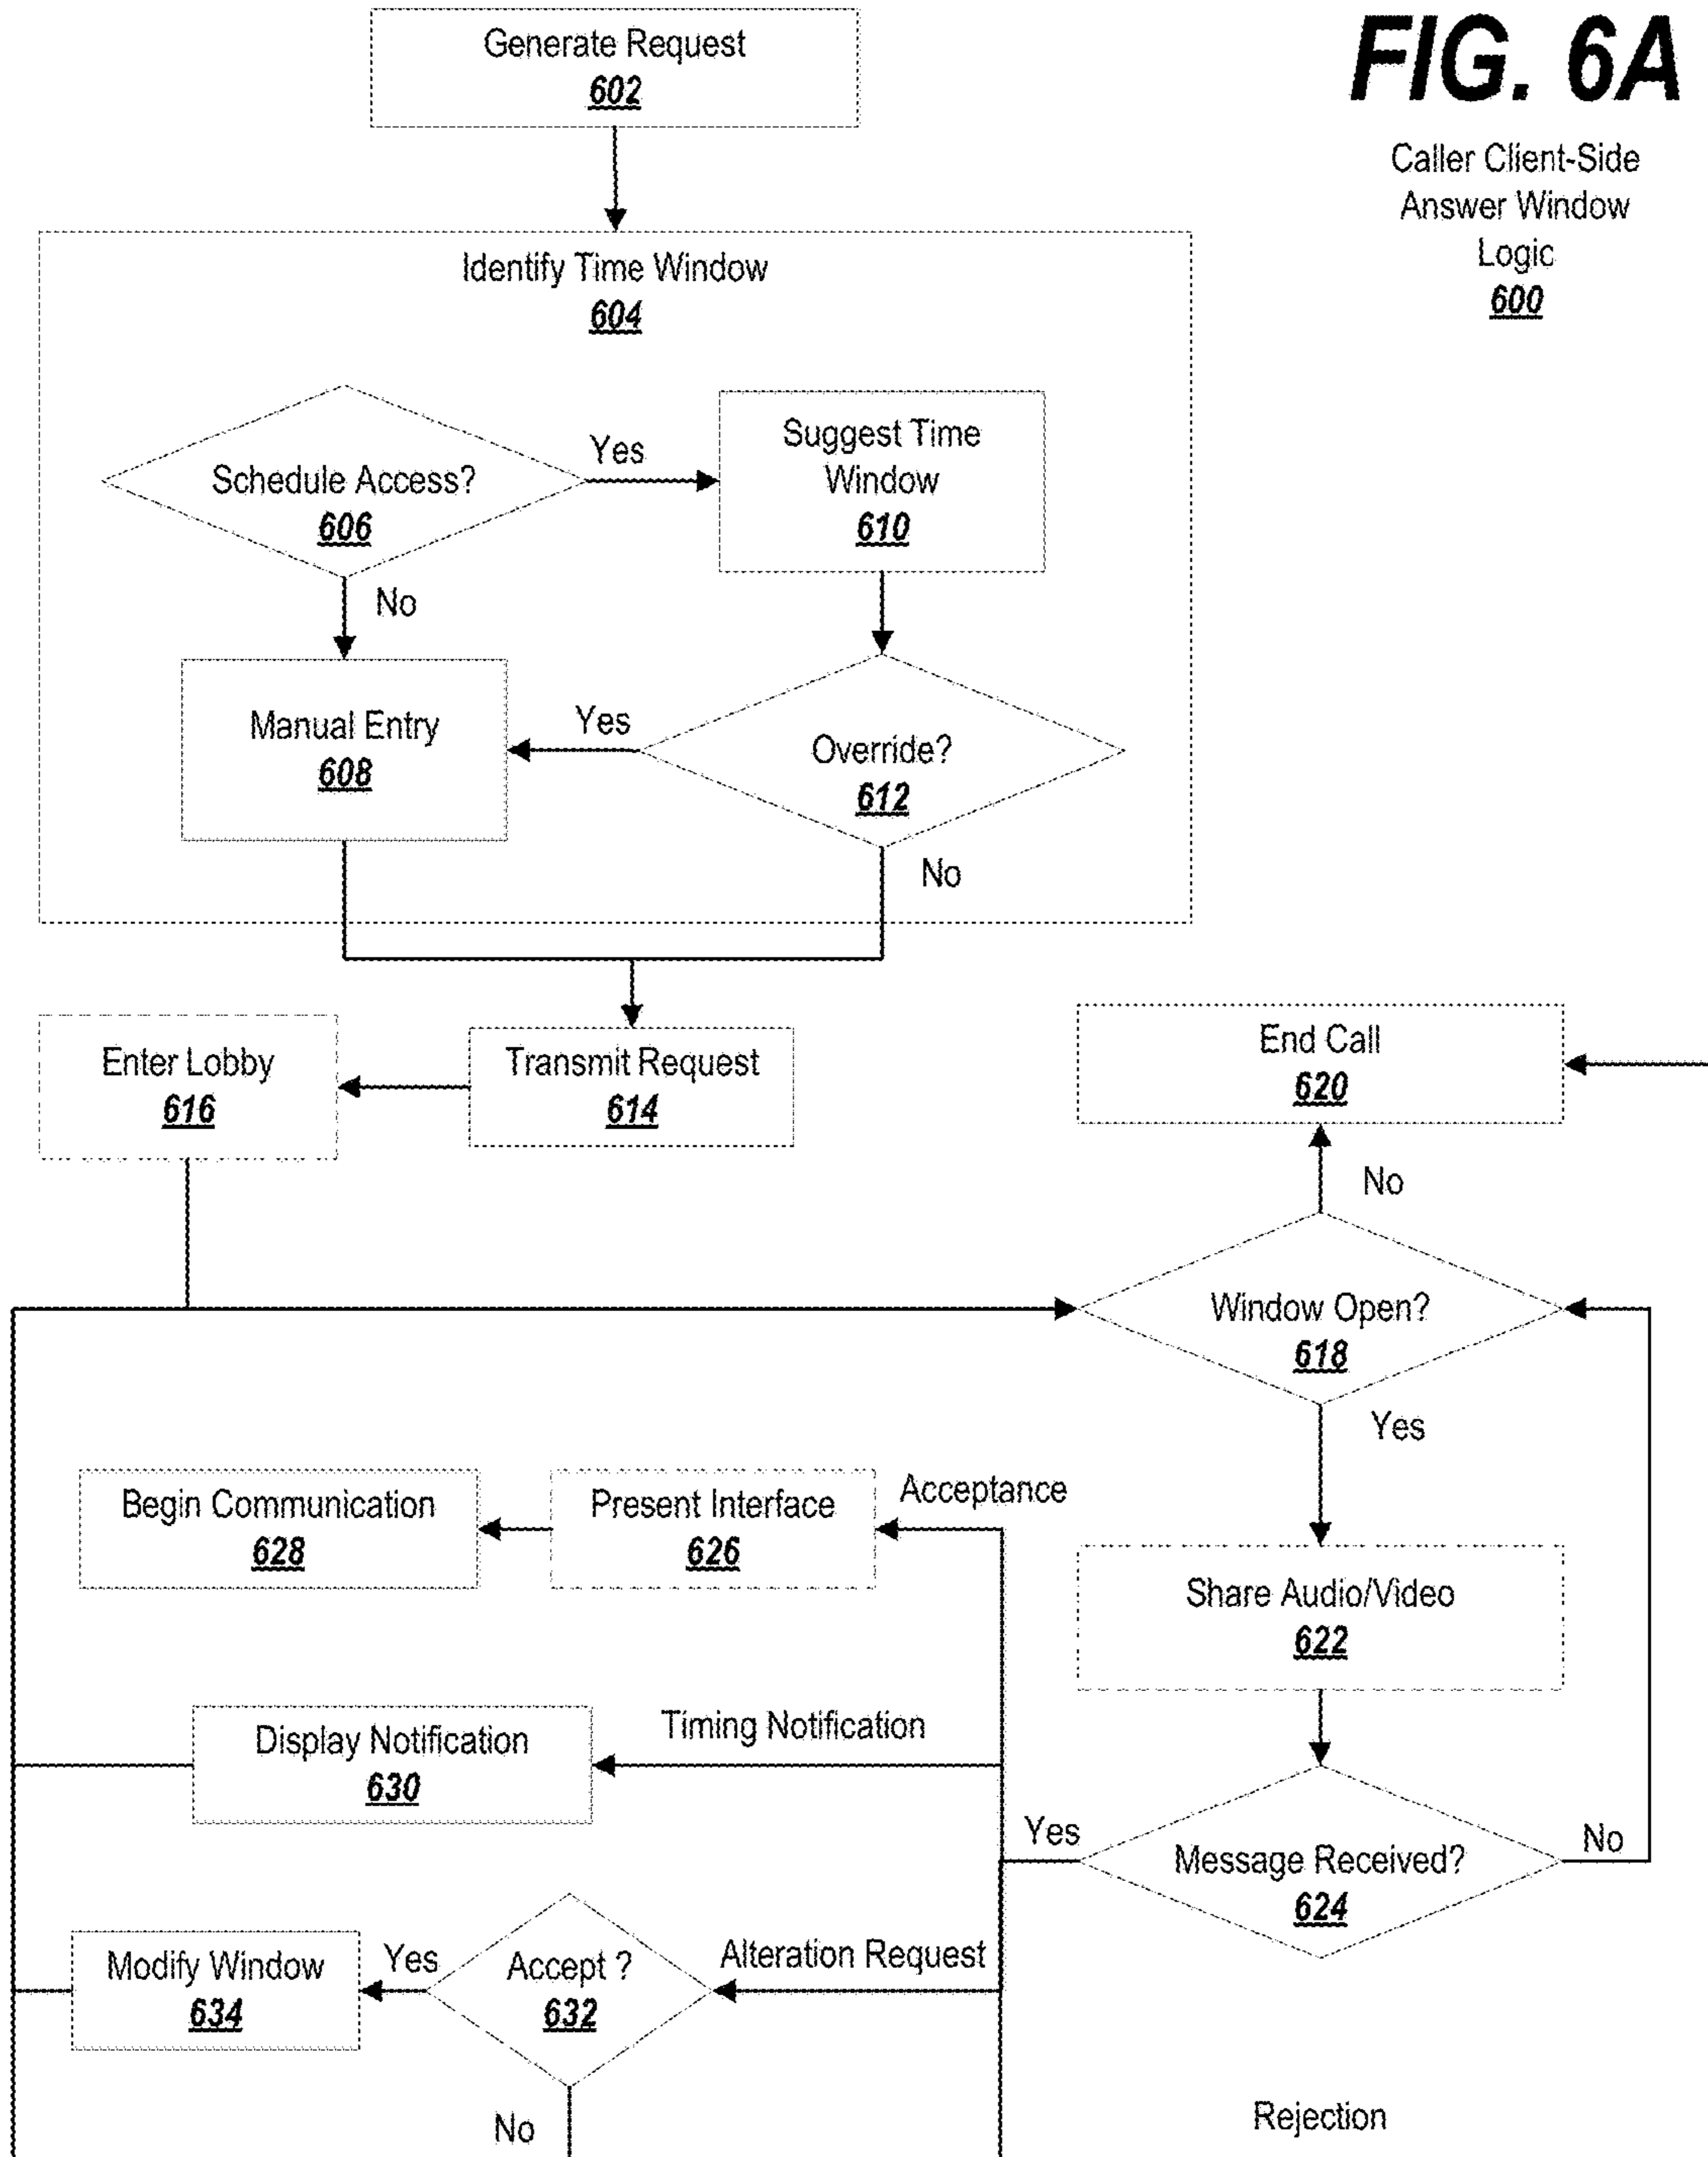 FIG. 6A
Caller Client-Side
Answer Window
Logic
600
Generate Request
602
Identify Time Window
604
Schedule Access?
606
Yes
Suggest Time
Window
610
No
Manual Entry
608
Yes
Override?
612
No
Enter Lobby
616
Transmit Request
614
End Call
620
No
Window Open?
618
Yes
Begin Communication
628
Present Interface
626
Acceptance
Share Audio/Video
622
Display Notification
630
Timing Notification
Yes
Message Received?
624
No
Modify Window
634
Yes
Accept ?
632
Alteration Request
No
Rejection